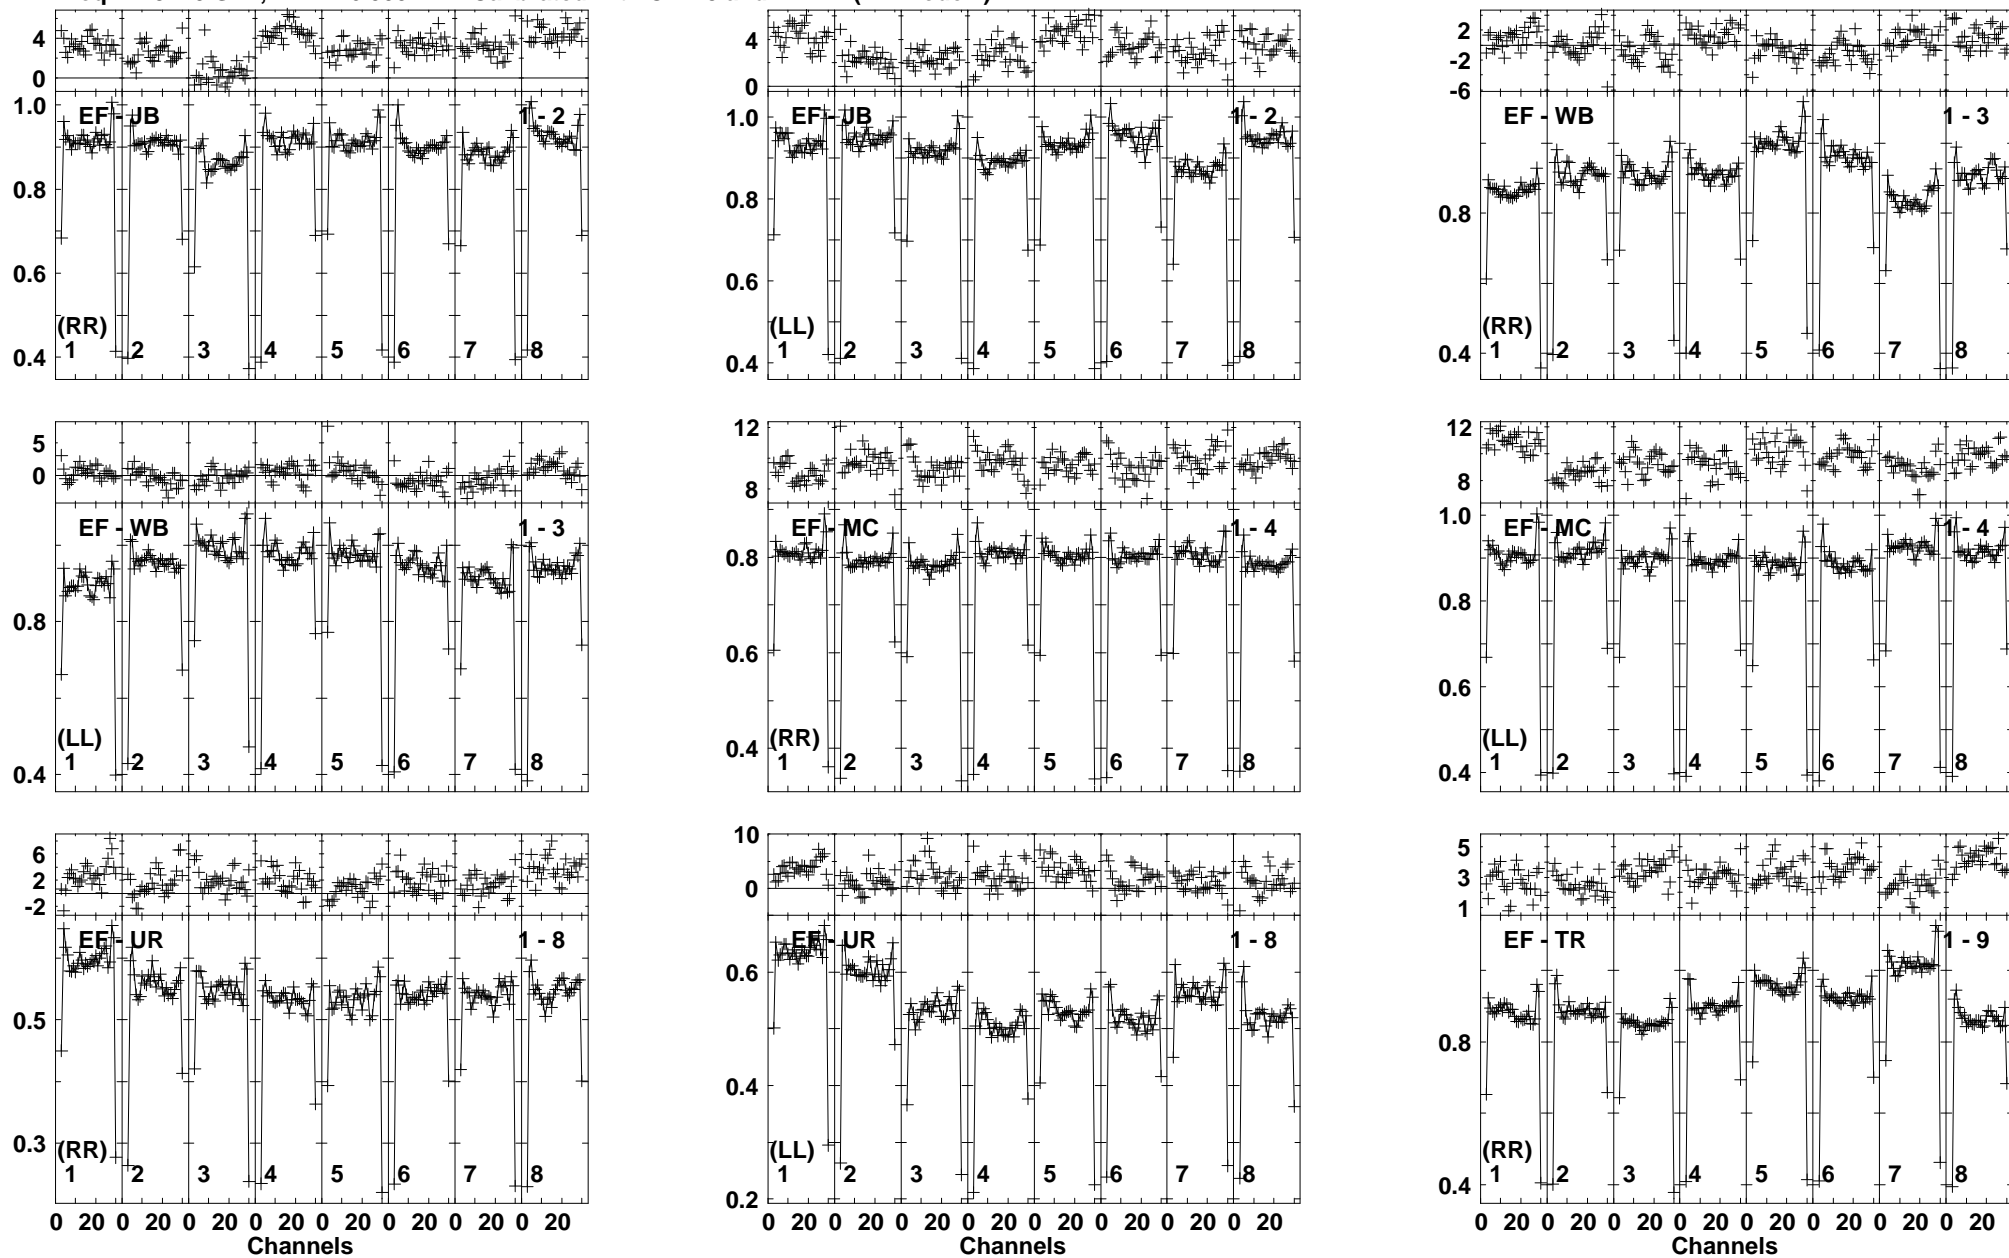 4 0 1.0 0.8 0.6 0.4 EF - JB 1 - 2 (RR) 1 2 3 4 5 6 7 8
4 0 1.0 0.8 0.6 0.4 EF - JB 1 - 2 (LL) 1 2 3 4 5 6 7 8
2 -2 -6 0.8 0.4 EF - WB 1 - 3 (RR) 1 2 3 4 5 6 7 8
5 0 0.8 0.4 EF - WB 1 - 3 (LL) 1 2 3 4 5 6 7 8
12 8 0.8 0.6 0.4 EF - MC 1 - 4 (RR) 1 2 3 4 5 6 7 8
12 8 1.0 0.8 0.6 0.4 EF - MC 1 - 4 (LL) 1 2 3 4 5 6 7 8
6 2 -2 0.5 0.3 EF - UR 1 - 8 (RR) 1 2 3 4 5 6 7 8
10 0 0.6 0.4 0.2 EF - UR 1 - 8 (LL) 1 2 3 4 5 6 7 8
5 3 1 0.8 0.4 EF - TR 1 - 9 (RR) 1 2 3 4 5 6 7 8
0 20 0 20 0 20 0 20 0 20 0 20 0 20 0 20
0 20 0 20 0 20 0 20 0 20 0 20 0 20 0 20
0 20 0 20 0 20 0 20 0 20 0 20 0 20 0 20
Channels
Channels
Channels